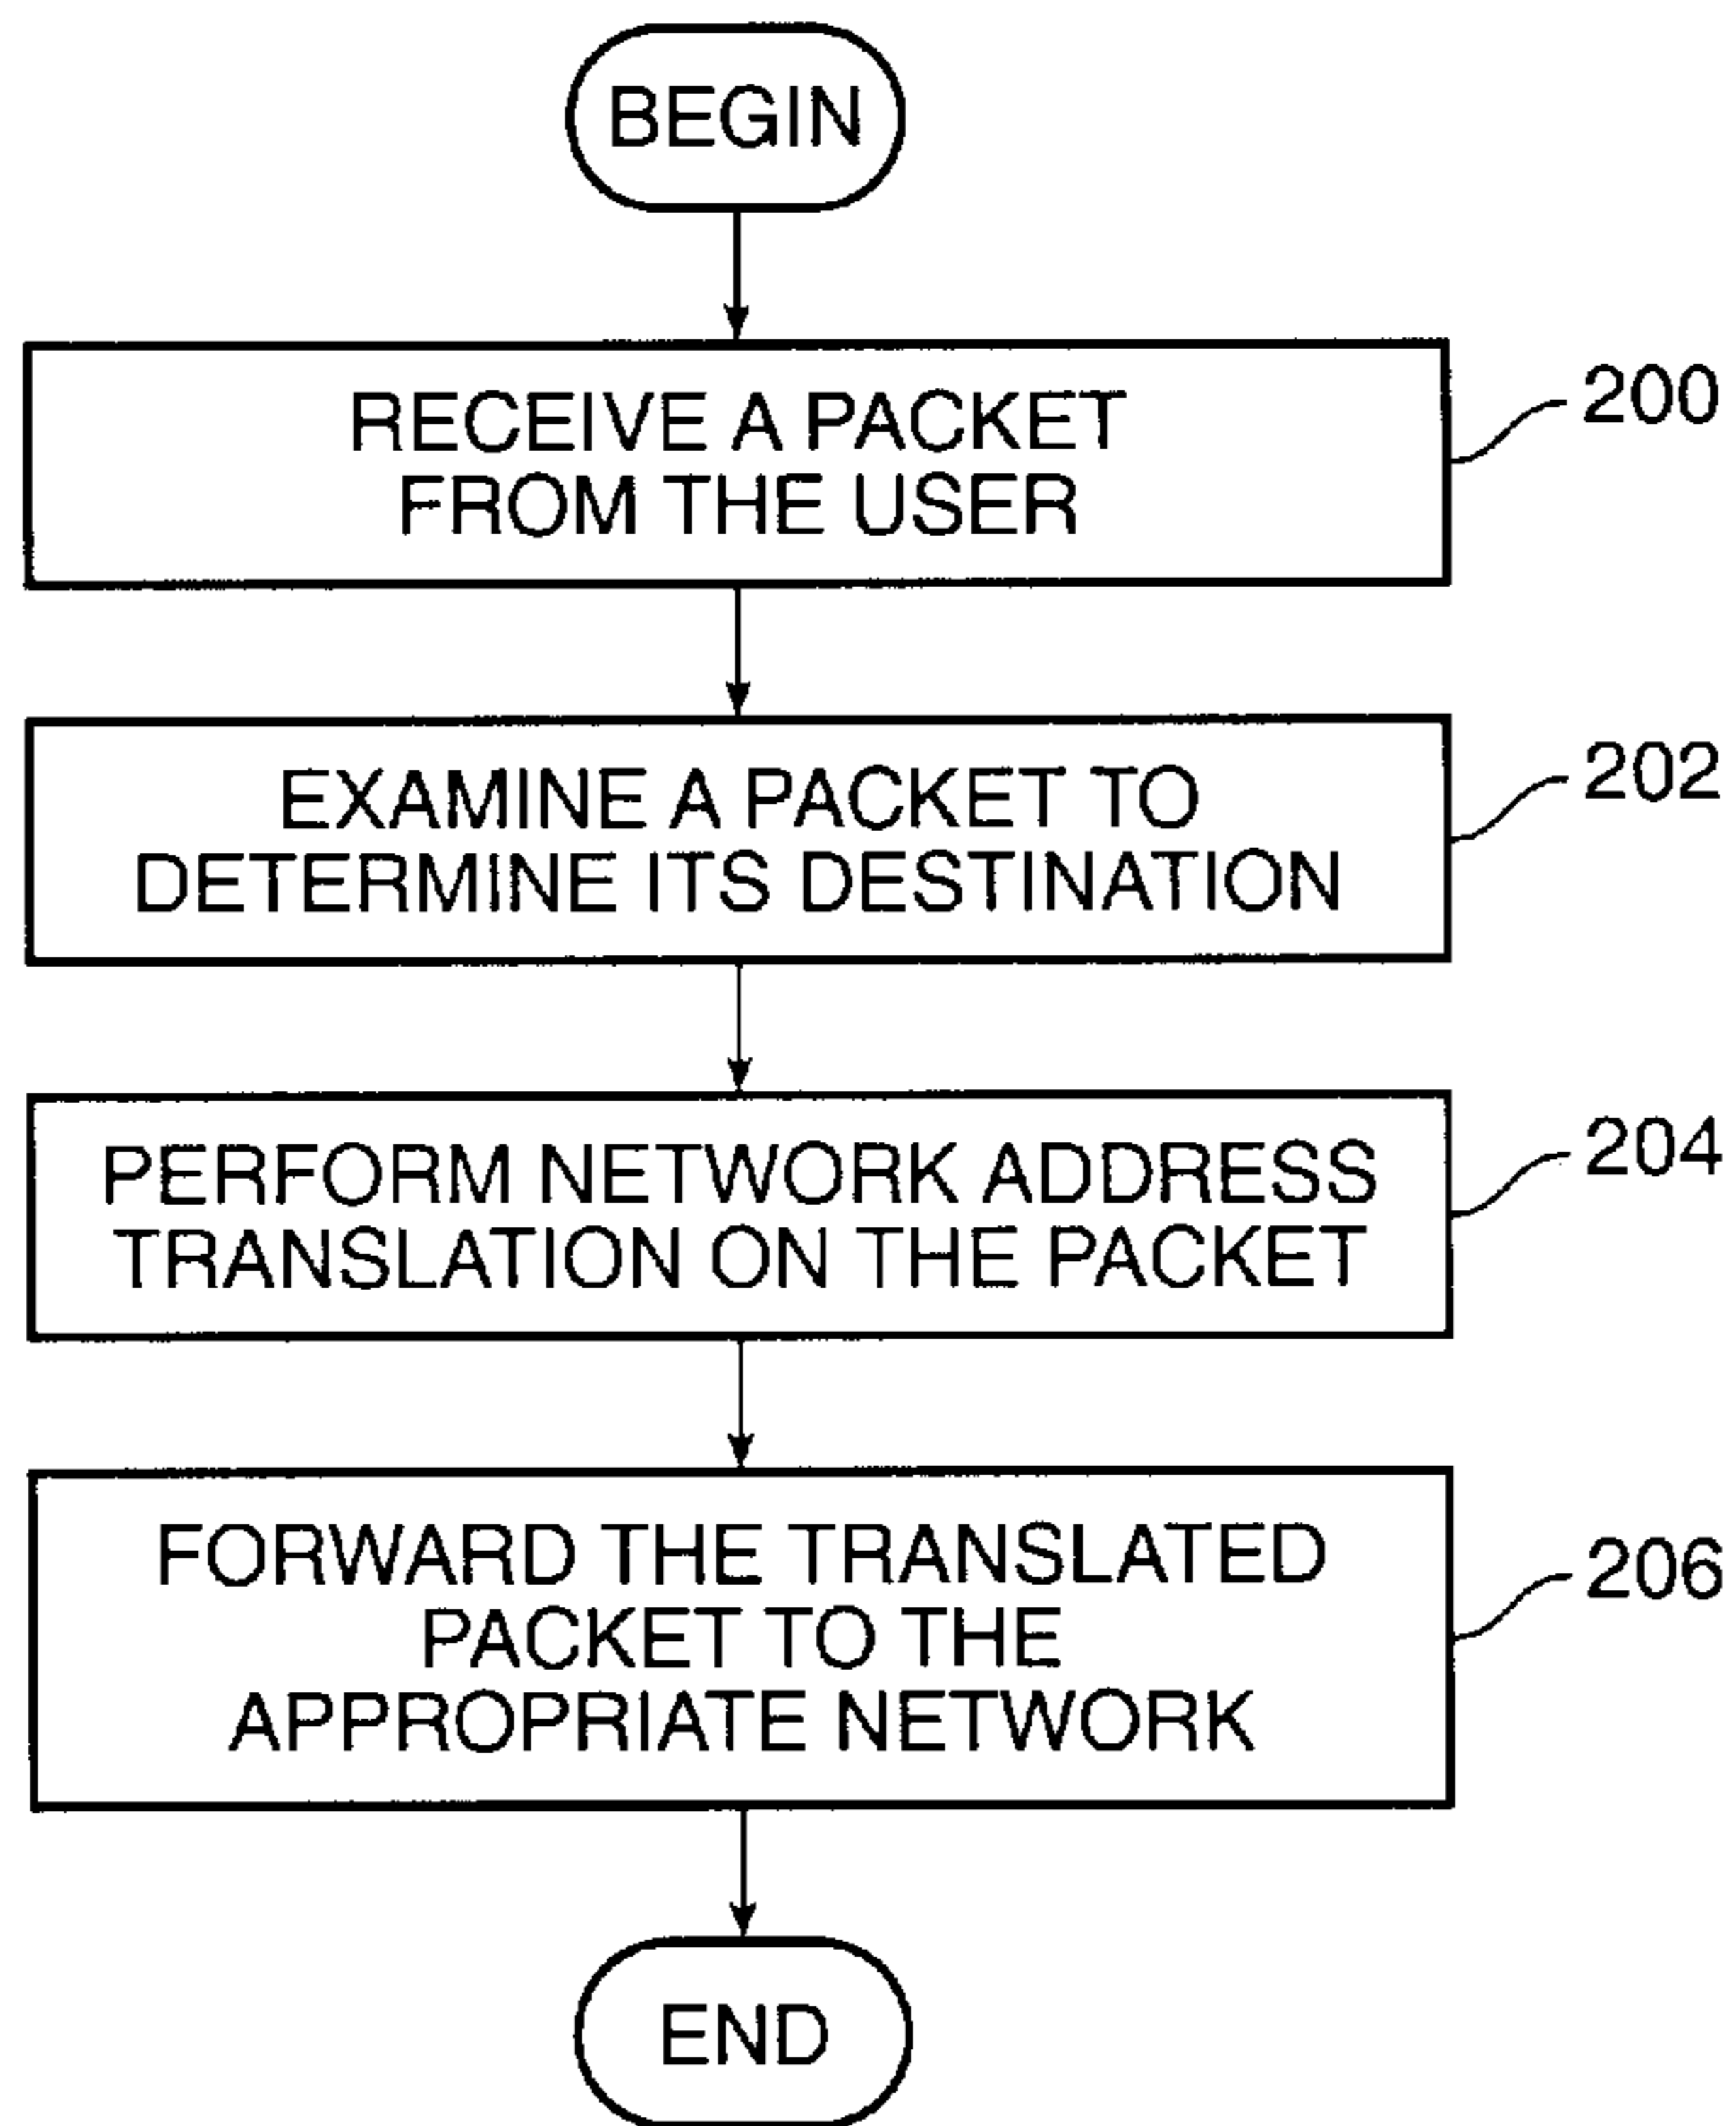 BEGIN
RECEIVE A PACKET
FROM THE USER
200
EXAMINE A PACKET TO
DETERMINE ITS DESTINATION
202
PERFORM NETWORK ADDRESS
TRANSLATION ON THE PACKET
204
FORWARD THE TRANSLATED
PACKET TO THE
APPROPRIATE NETWORK
206
END